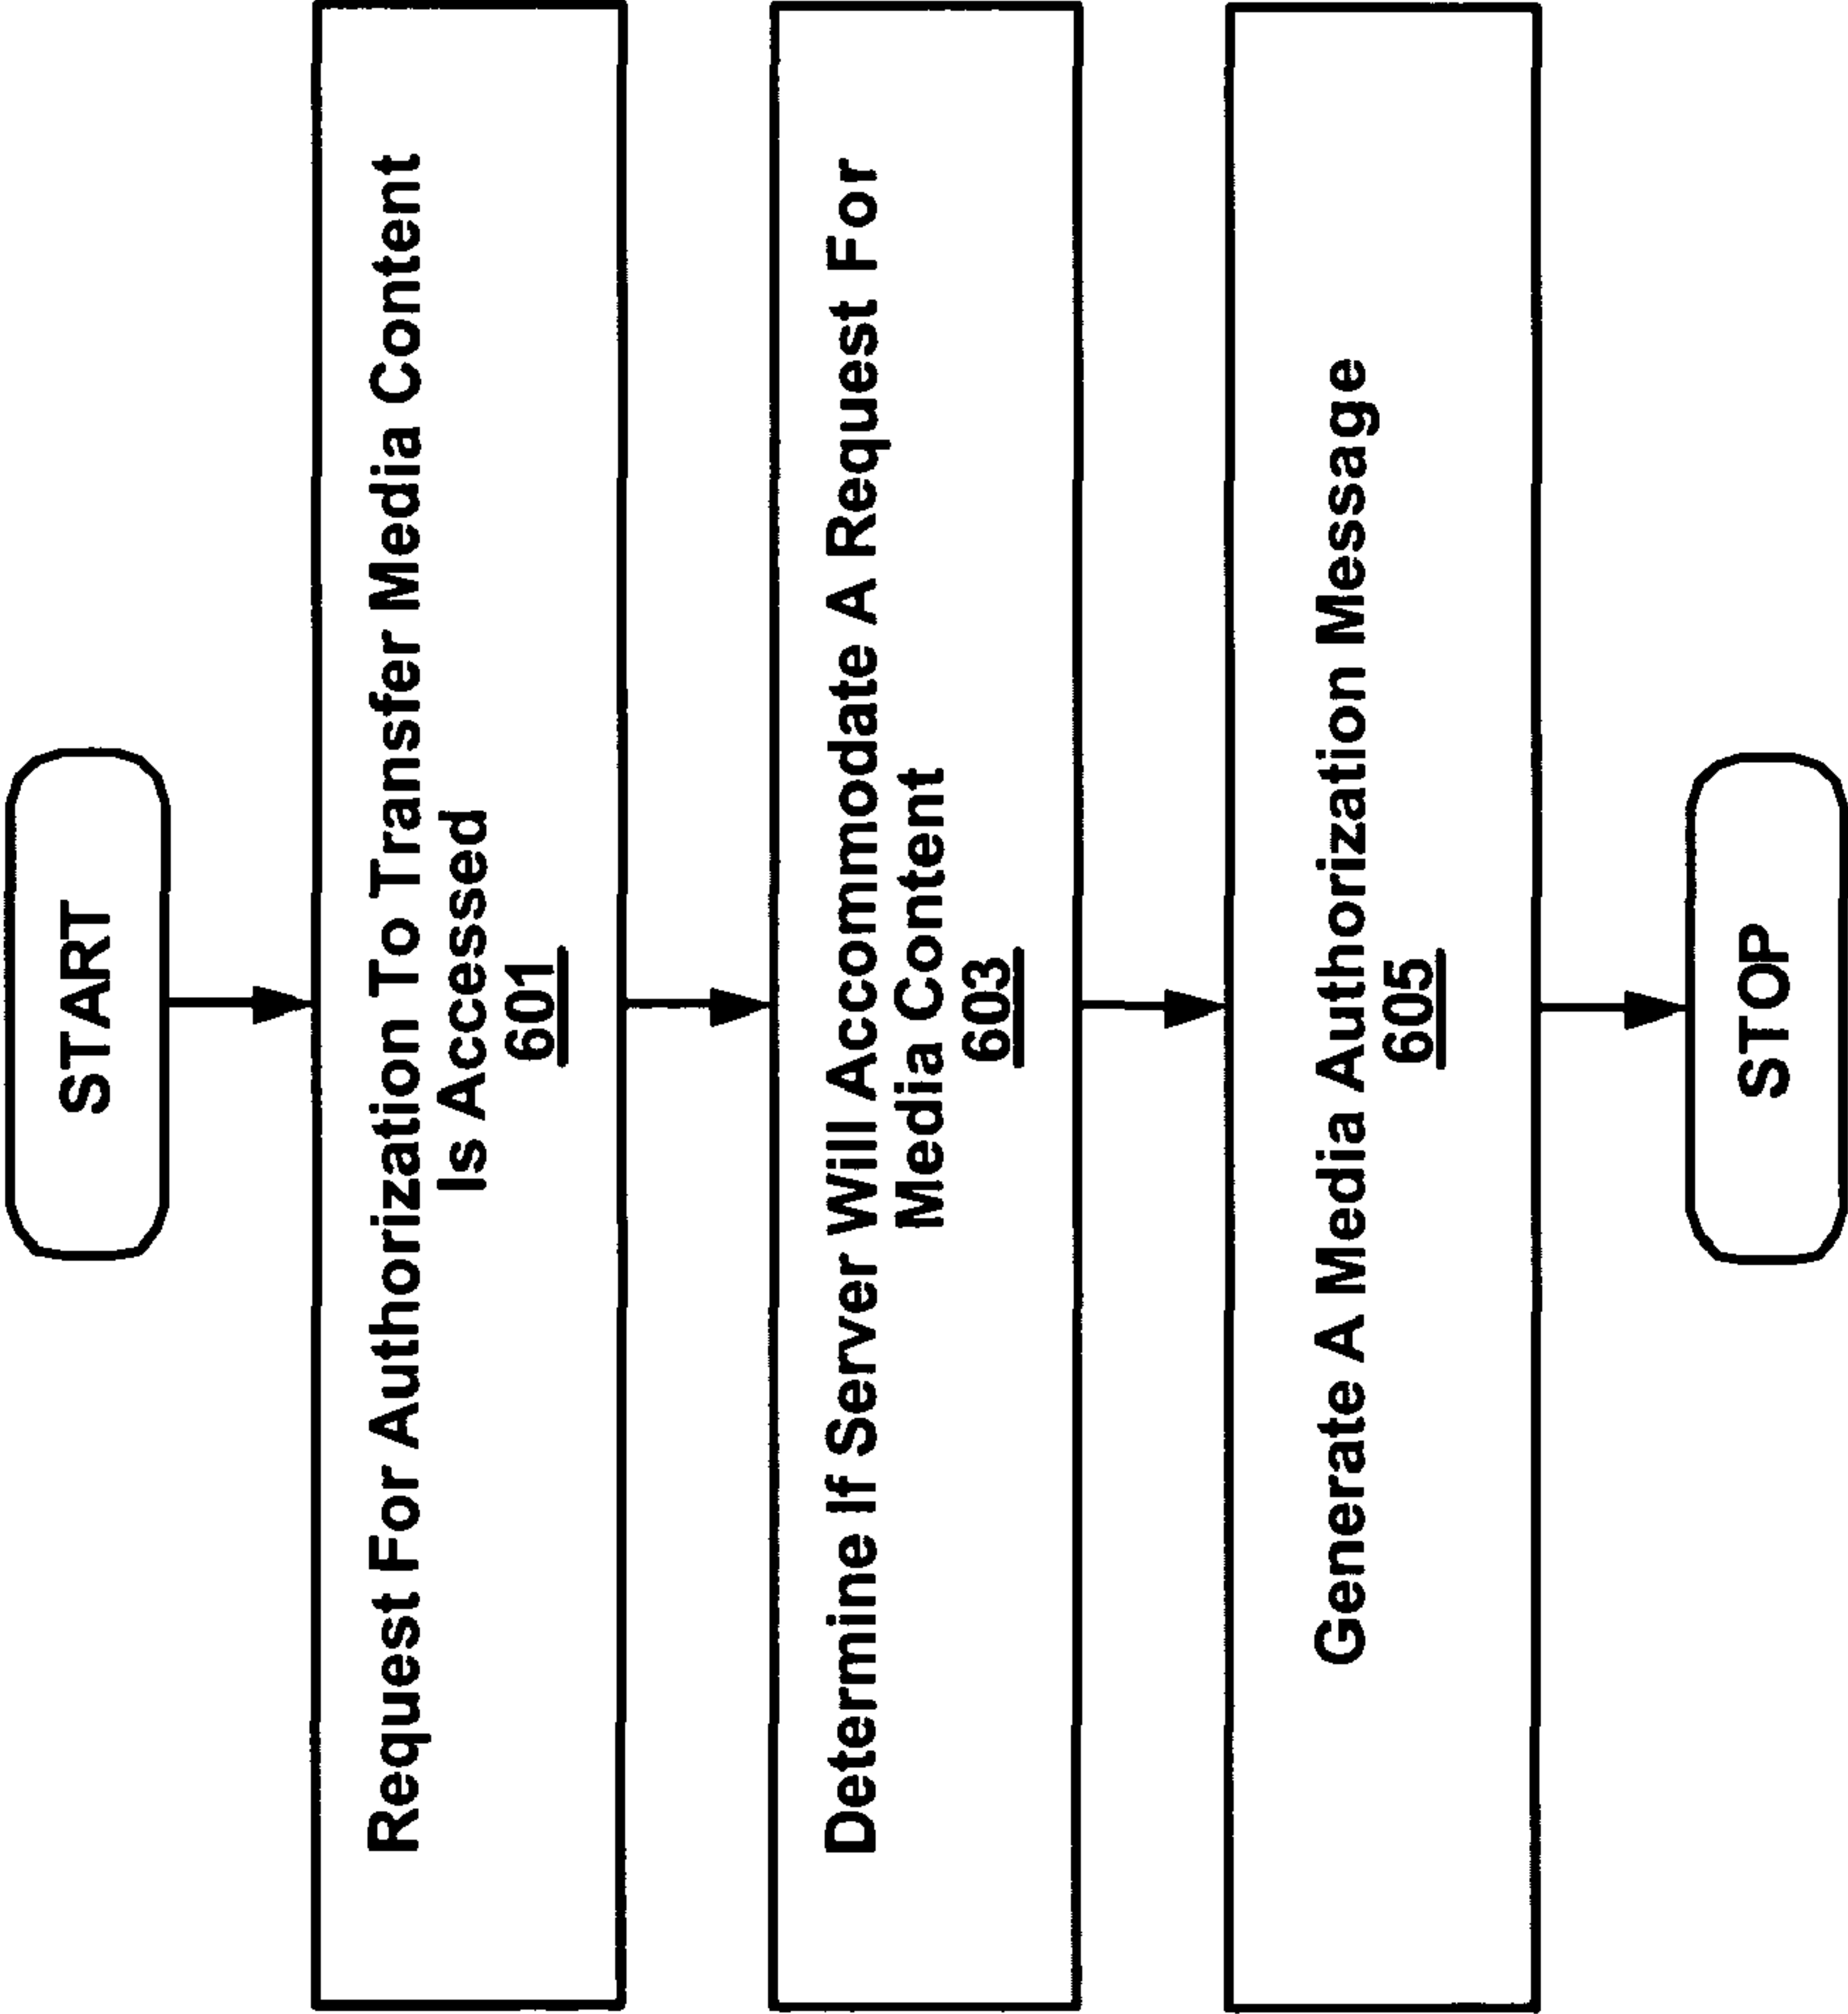 START
Request For Authorization To Transfer Media Content
Is Accessed
601
Determine If Server Will Accommodate A Request For
Media Content
603
Generate A Media Authorization Message
605
STOP